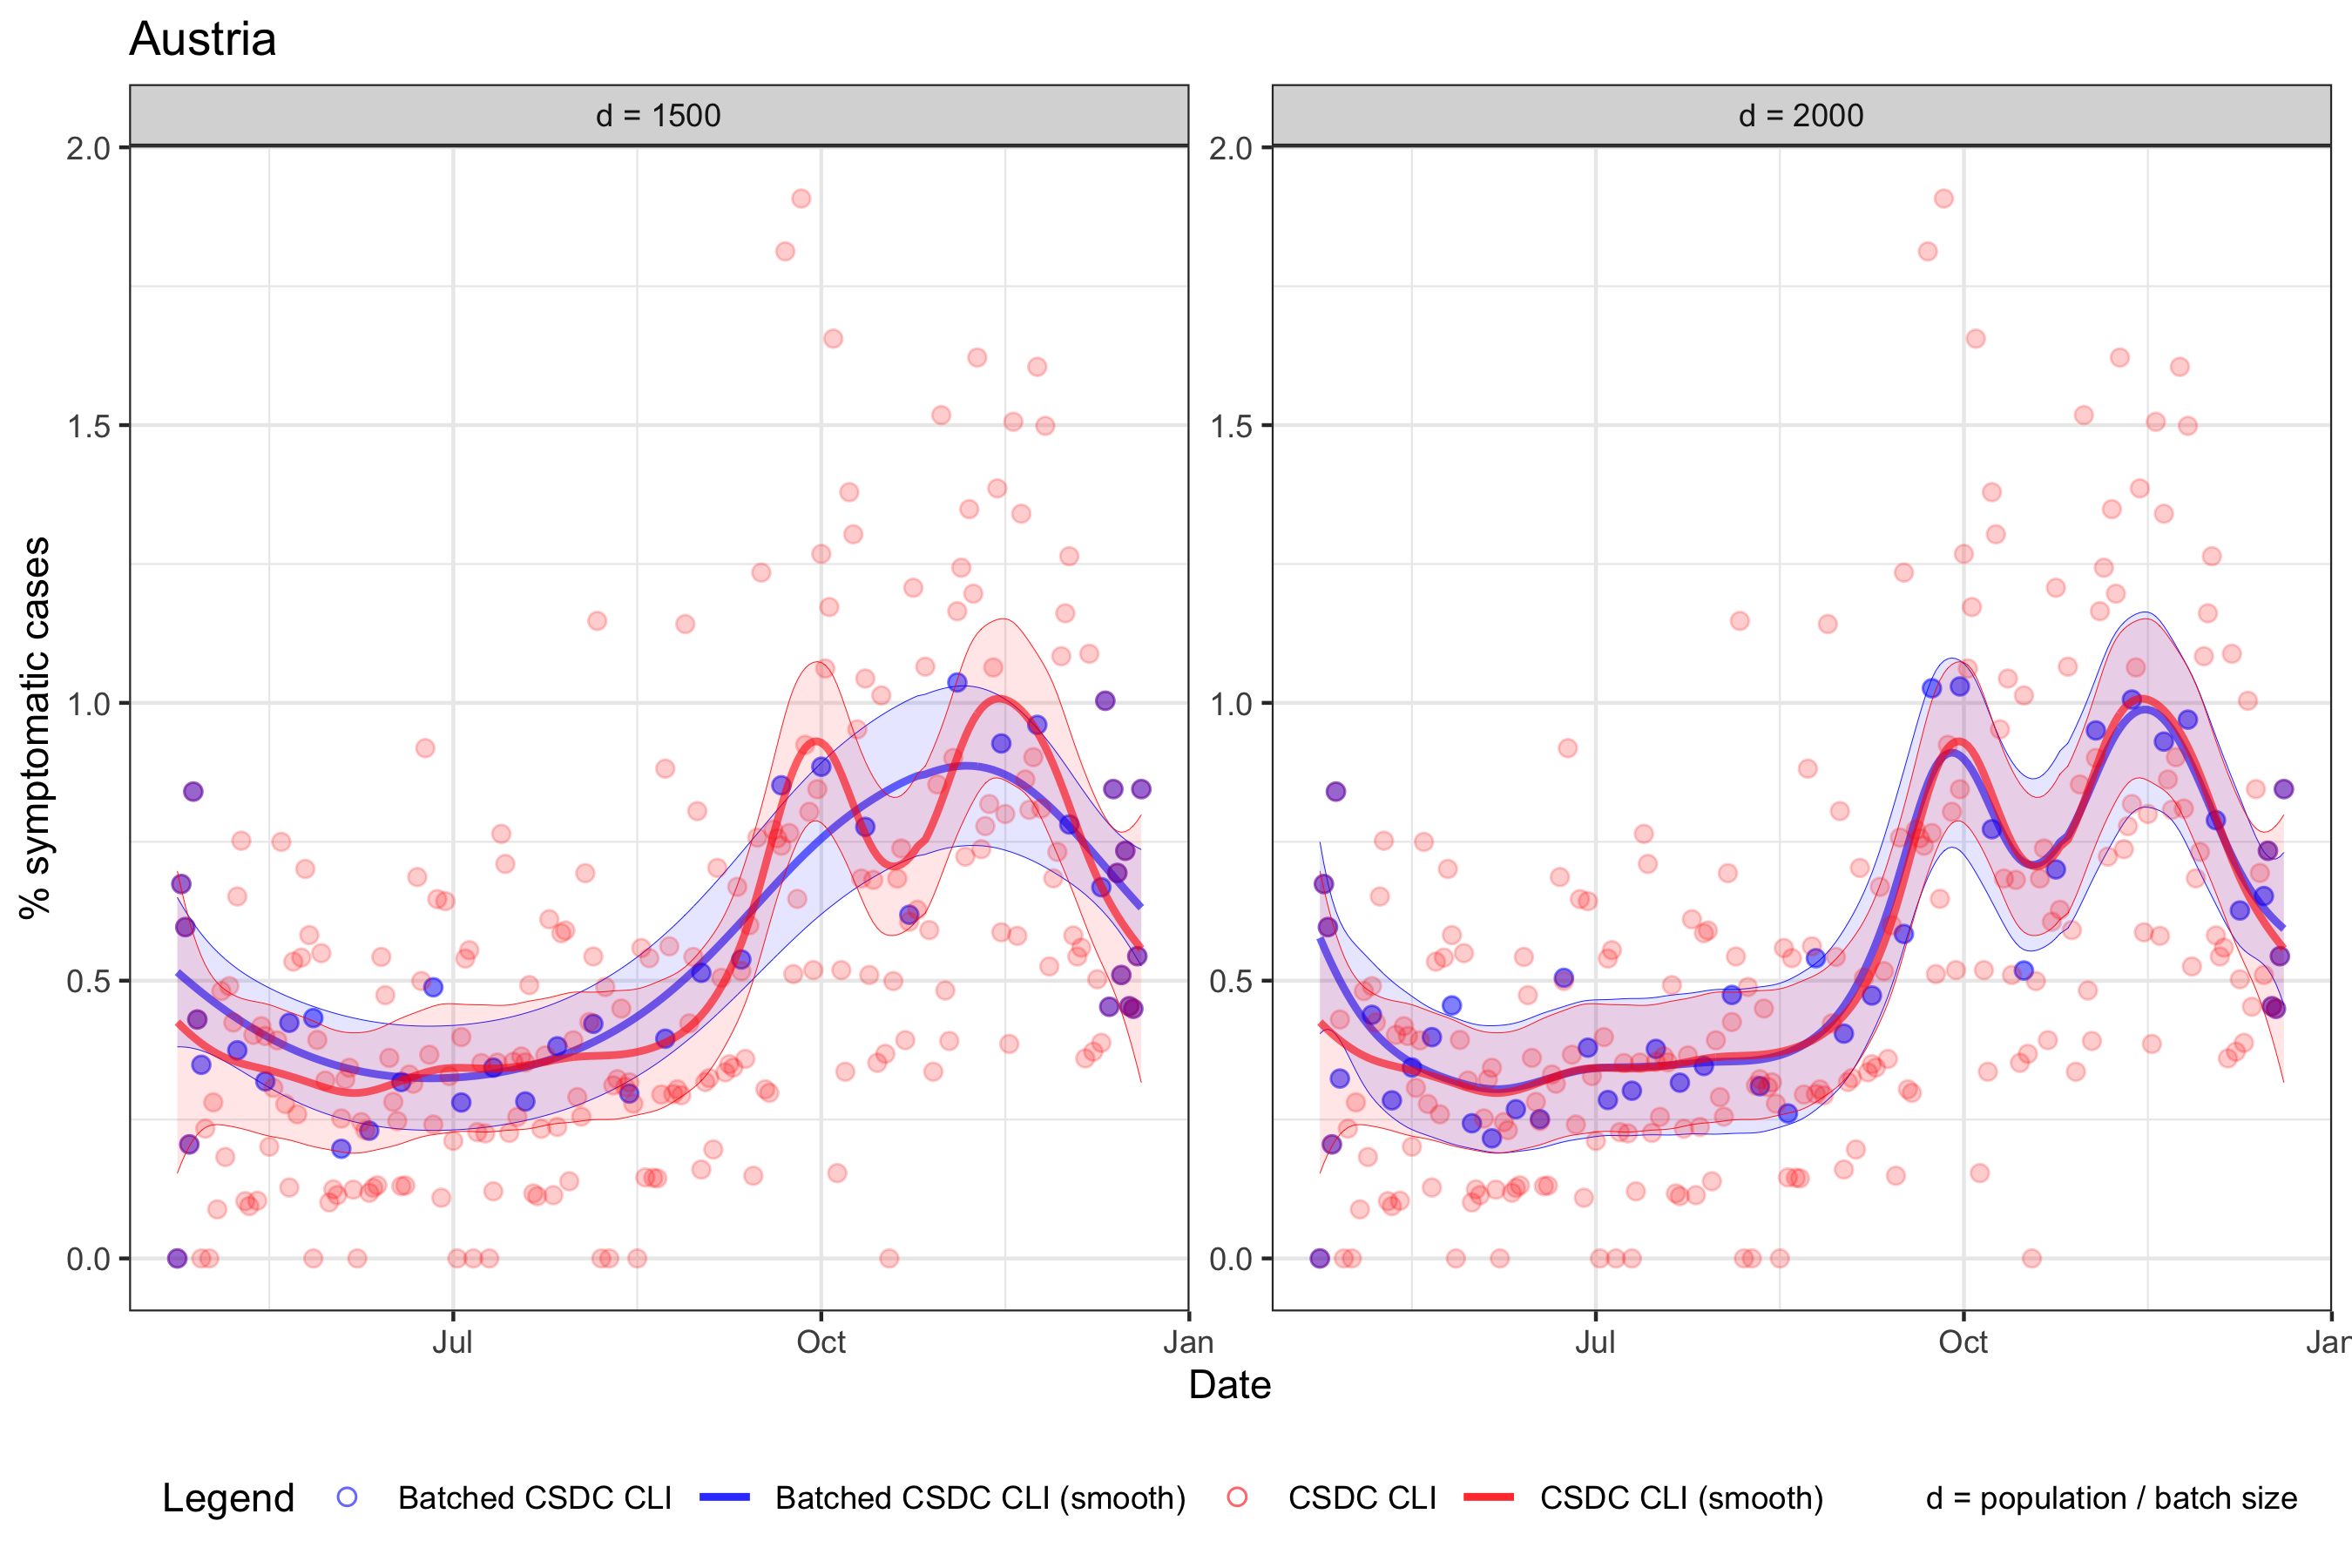 Austria
d = 1500
d = 2000
% symptomatic cases
2.0
1.5
1.0
0.5
0.0
2.0
1.5
1.0
0.5
0.0
Jul
Oct
Jan
Jul
Oct
Jan
Date
Legend
Batched CSDC CLI
Batched CSDC CLI (smooth)
CSDC CLI
CSDC CLI (smooth)
d = population / batch size